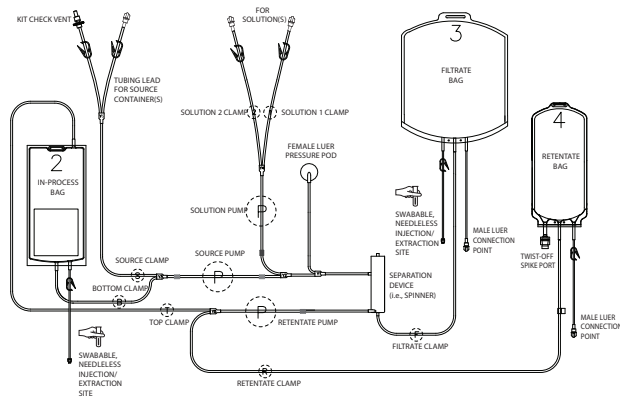 KIT CHECK VENT
FOR
SOLUTION(S)
TUBING LEAD
FOR SOURCE
CONTAINER(S)
SOLUTION 2 CLAMP
2
1
SOLUTION 1 CLAMP
FEMALE LUER
PRESSURE POD
3
FILTRATE
BAG
4
RETENTATE
BAG
2
IN-PROCESS
BAG
SOLUTION PUMP
P
SWABABLE,
NEEDLELESS
INJECTION/
EXTRACTION
SITE
MALE LUER
CONNECTION
POINT
TWIST-OFF
SPIKE PORT
SOURCE CLAMP
S
SOURCE PUMP
P
SEPARATION
DEVICE
(i.e., SPINNER)
BOTTOM CLAMP
B
TOP CLAMP
T
P
RETENTATE PUMP
F
FILTRATE CLAMP
MALE LUER
CONNECTION
POINT
SWABABLE,
NEEDLELESS
INJECTION/
EXTRACTION
SITE
R
RETENTATE CLAMP